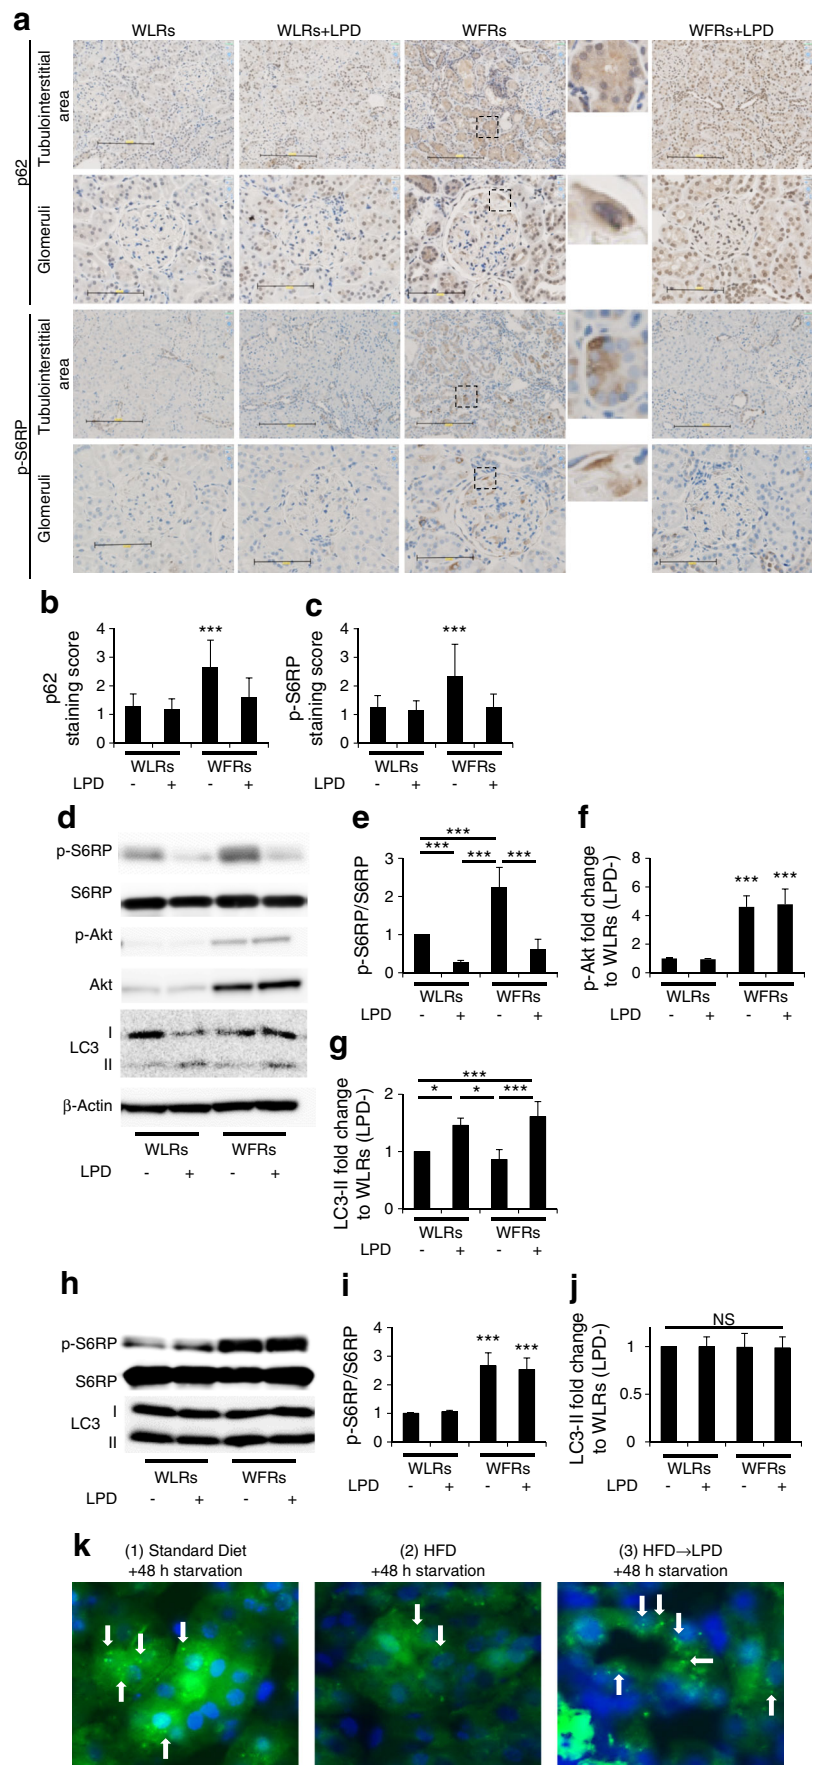 a
WLRs WLRs+LPD WFRs WFRs+LPD
p62
Tubulointerstitial area
Glomeruli
p-S6RP
Tubulointerstitial area
Glomeruli
b
p62 staining score
4
3
2
1
0
***
WLRs WFRs
LPD - + - +
c
p-S6RP staining score
4
3
2
1
0
***
WLRs WFRs
LPD - + - +
d
p-S6RP
S6RP
p-Akt
Akt
LC3 I
II
β-Actin
WLRs WFRs
LPD - + - +
e
p-S6RP/S6RP
3
2
1
0
***
*** *** ***
WLRs WFRs
LPD - + - +
f
p-Akt fold change to WLRs (LPD-)
8
6
4
2
0
*** ***
WLRs WFRs
LPD - + - +
g
LC3-II fold change to WLRs (LPD-)
2
1
0
***
* * ***
WLRs WFRs
LPD - + - +
h
p-S6RP
S6RP
LC3 I
II
WLRs WFRs
LPD - + - +
i
p-S6RP/S6RP
4
3
2
1
0
*** ***
WLRs WFRs
LPD - + - +
j
LC3-II fold change to WLRs (LPD-)
1
0.5
0
NS
WLRs WFRs
LPD - + - +
k
(1) Standard Diet
+48 h starvation
(2) HFD
+48 h starvation
(3) HFD→LPD
+48 h starvation